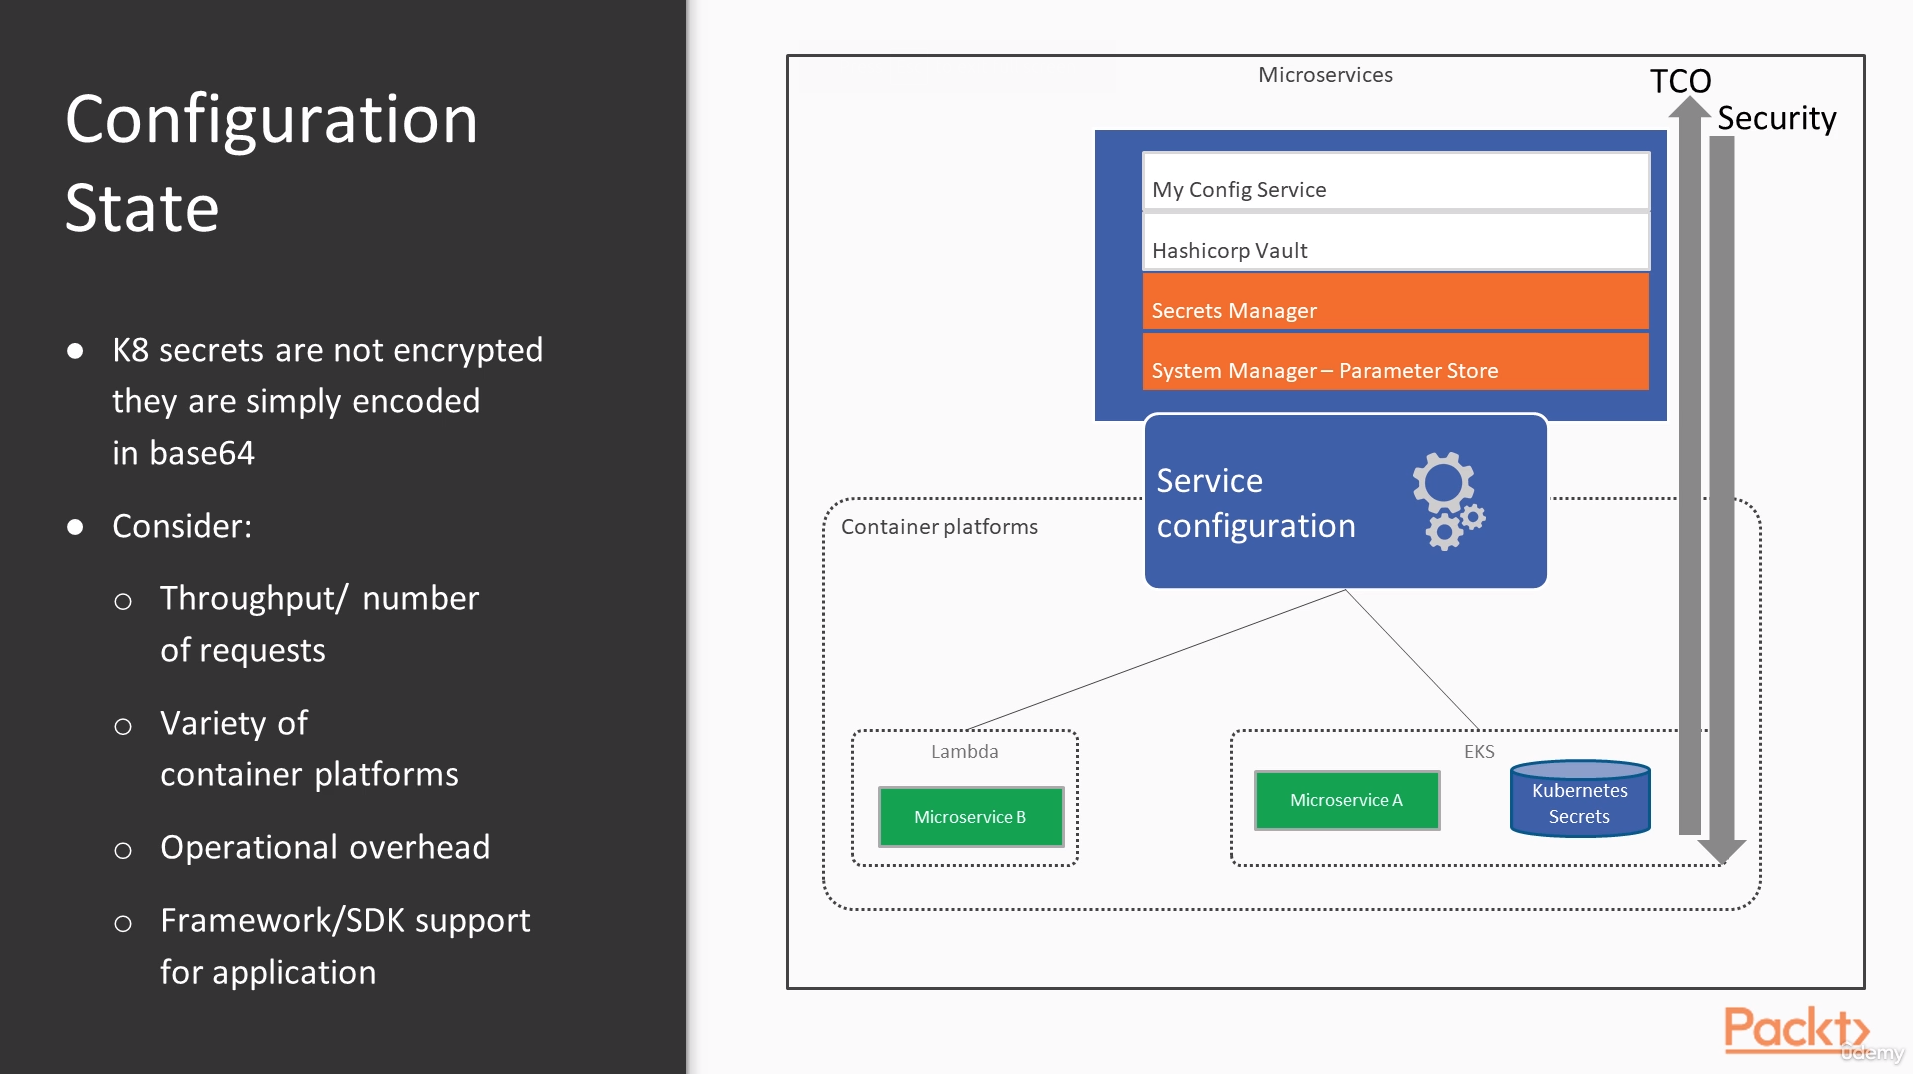 Configuration
State
● K8 secrets are not encrypted
they are simply encoded
in base64
● Consider:
o Throughput/ number
of requests
o Variety of
container platforms
o Operational overhead
o Framework/SDK support
for application
Microservices
TCO
Security
My Config Service
Hashicorp Vault
Secrets Manager
System Manager – Parameter Store
Service
configuration
Container platforms
Lambda
Microservice B
EKS
Microservice A
Kubernetes
Secrets
Packt>
ûdemy